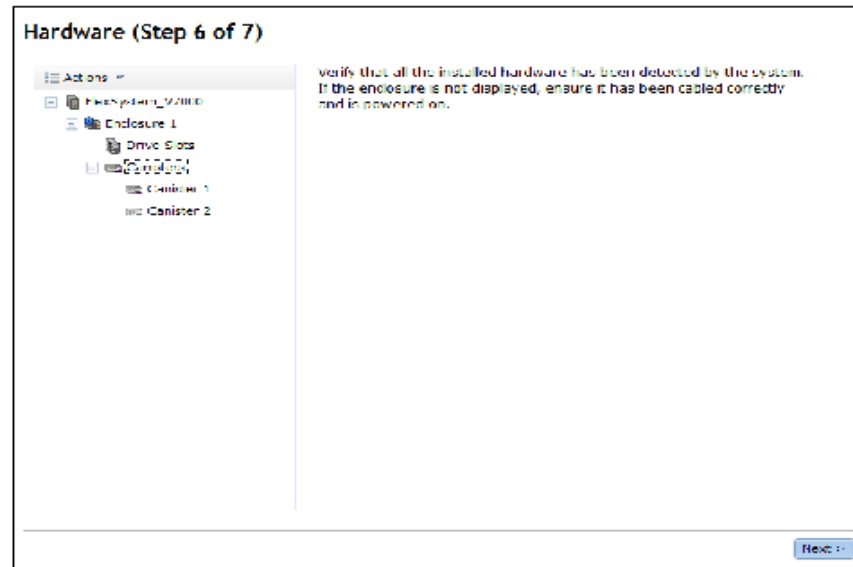 Hardware (Step 6 of 7)
Actions
Verify that all the installed hardware has been detected by the system.
If the enclosure is not displayed, ensure it has been cabled correctly
and is powered on.
FlexSystem_V7000
Enclosure 1
Drive Slots
Canisters
Canister 1
Canister 2
Next